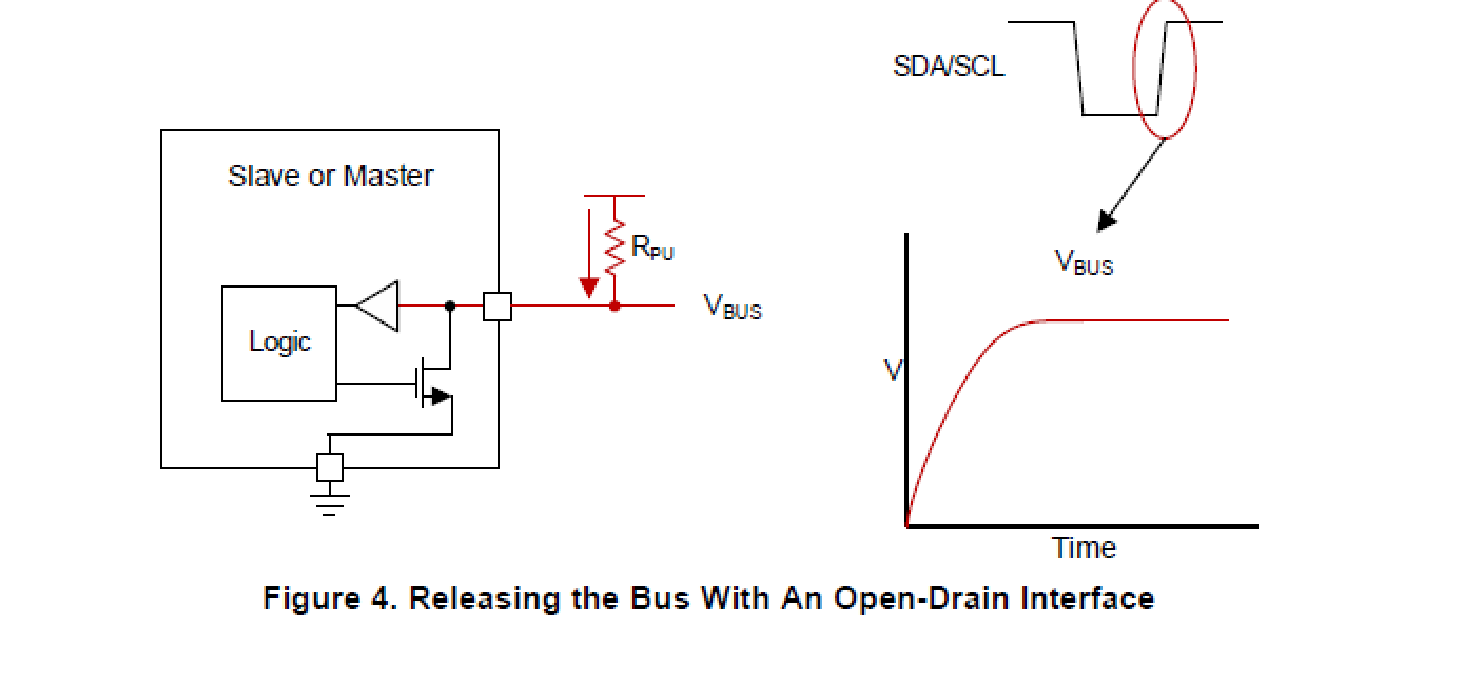 SDA/SCL
Slave or Master
RPU
VBUS
VBUS
Logic
V
Time
Figure 4. Releasing the Bus With An Open-Drain Interface